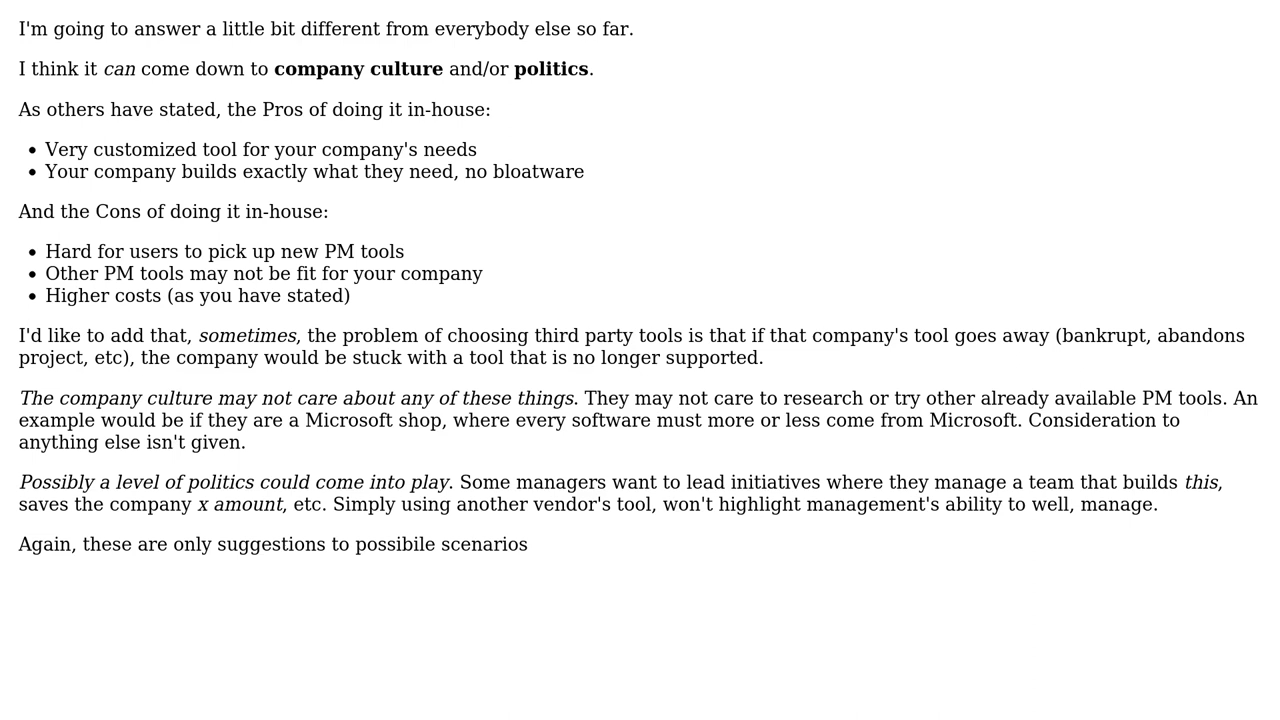 I'm going to answer a little bit different from everybody else so far.
I think it can come down to company culture and/or politics.
As others have stated, the Pros of doing it in-house:
• Very customized tool for your company's needs
• Your company builds exactly what they need, no bloatware
And the Cons of doing it in-house:
• Hard for users to pick up new PM tools
• Other PM tools may not be fit for your company
• Higher costs (as you have stated)
I'd like to add that, sometimes, the problem of choosing third party tools is that if that company's tool goes away (bankrupt, abandons
project, etc), the company would be stuck with a tool that is no longer supported.
The company culture may not care about any of these things. They may not care to research or try other already available PM tools. An
example would be if they are a Microsoft shop, where every software must more or less come from Microsoft. Consideration to
anything else isn't given.
Possibly a level of politics could come into play. Some managers want to lead initiatives where they manage a team that builds this,
saves the company x amount, etc. Simply using another vendor's tool, won't highlight management's ability to well, manage.
Again, these are only suggestions to possibile scenarios